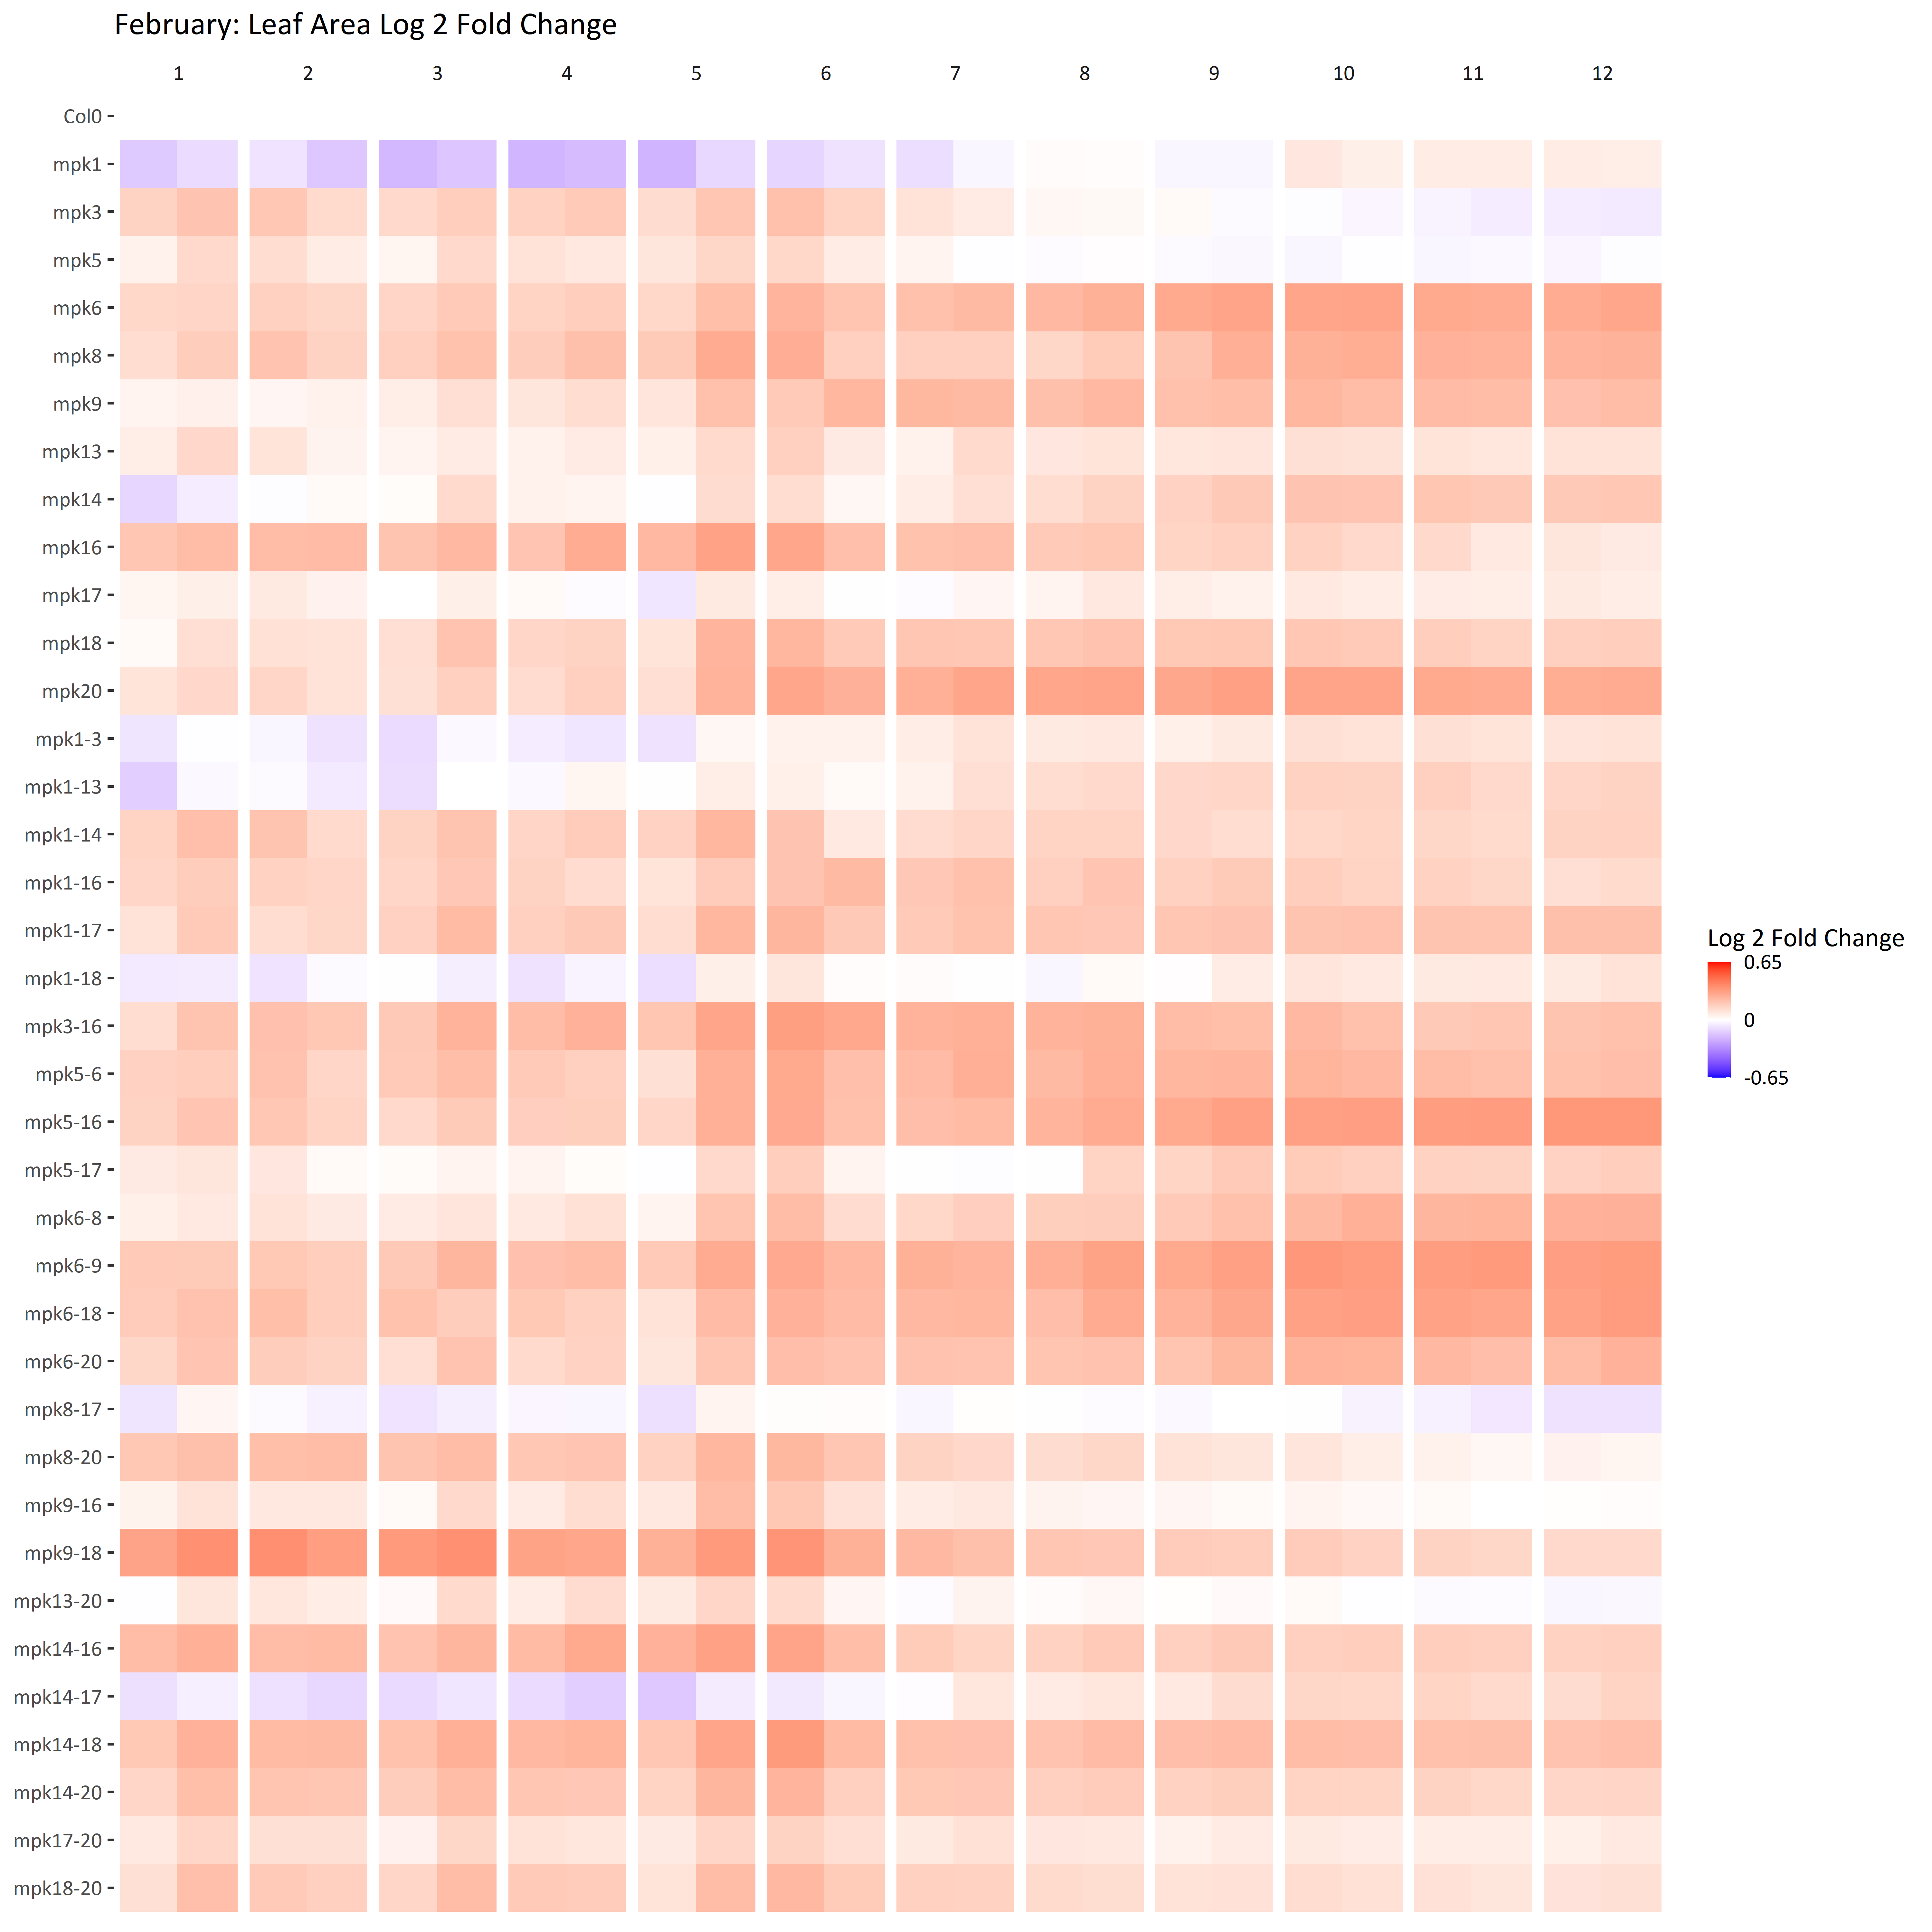 February: Leaf Area Log 2 Fold Change
1 2 3 4 5 6 7 8 9 10 11 12
Col0
mpk1
mpk3
mpk5
mpk6
mpk8
mpk9
mpk13
mpk14
mpk16
mpk17
mpk18
mpk20
mpk1-3
mpk1-13
mpk1-14
mpk1-16
mpk1-17
mpk1-18
mpk3-16
mpk5-6
mpk5-16
mpk5-17
mpk6-8
mpk6-9
mpk6-18
mpk6-20
mpk8-17
mpk8-20
mpk9-16
mpk9-18
mpk13-20
mpk14-16
mpk14-17
mpk14-18
mpk14-20
mpk17-20
mpk18-20
Log 2 Fold Change
0.65
0
-0.65